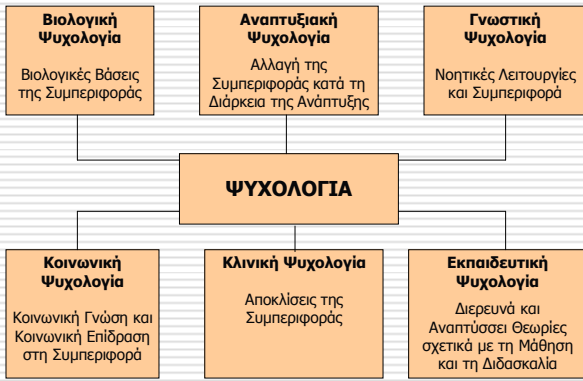 Βιολογική
Ψυχολογία
Βιολογικές Βάσεις
της Συμπεριφοράς
Αναπτυξιακή
Ψυχολογία
Αλλαγή της
Συμπεριφοράς κατά τη
Διάρκεια της Ανάπτυξης
Γνωστική
Ψυχολογία
Νοητικές Λειτουργίες
και Συμπεριφορά
ΨΥΧΟΛΟΓΙΑ
Κοινωνική
Ψυχολογία
Κοινωνική Γνώση και
Κοινωνική Επίδραση
στη Συμπεριφορά
Κλινική Ψυχολογία
Αποκλίσεις της
Συμπεριφοράς
Εκπαιδευτική
Ψυχολογία
Διερευνά και
Αναπτύσσει Θεωρίες
σχετικά με τη Μάθηση
και τη Διδασκαλία